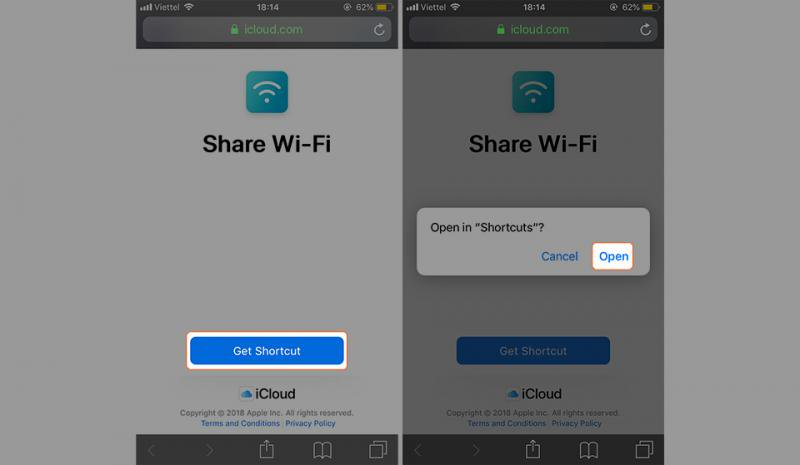 Viettel 18:14 62%
icloud.com
Share Wi-Fi
Get Shortcut
iCloud
Copyright © 2018 Apple Inc. All rights reserved.
Terms and Conditions | Privacy Policy
Viettel 18:14 62%
icloud.com
Share Wi-Fi
Open in “Shortcuts”?
Cancel Open
Get Shortcut
iCloud
Copyright © 2018 Apple Inc. All rights reserved.
Terms and Conditions | Privacy Policy